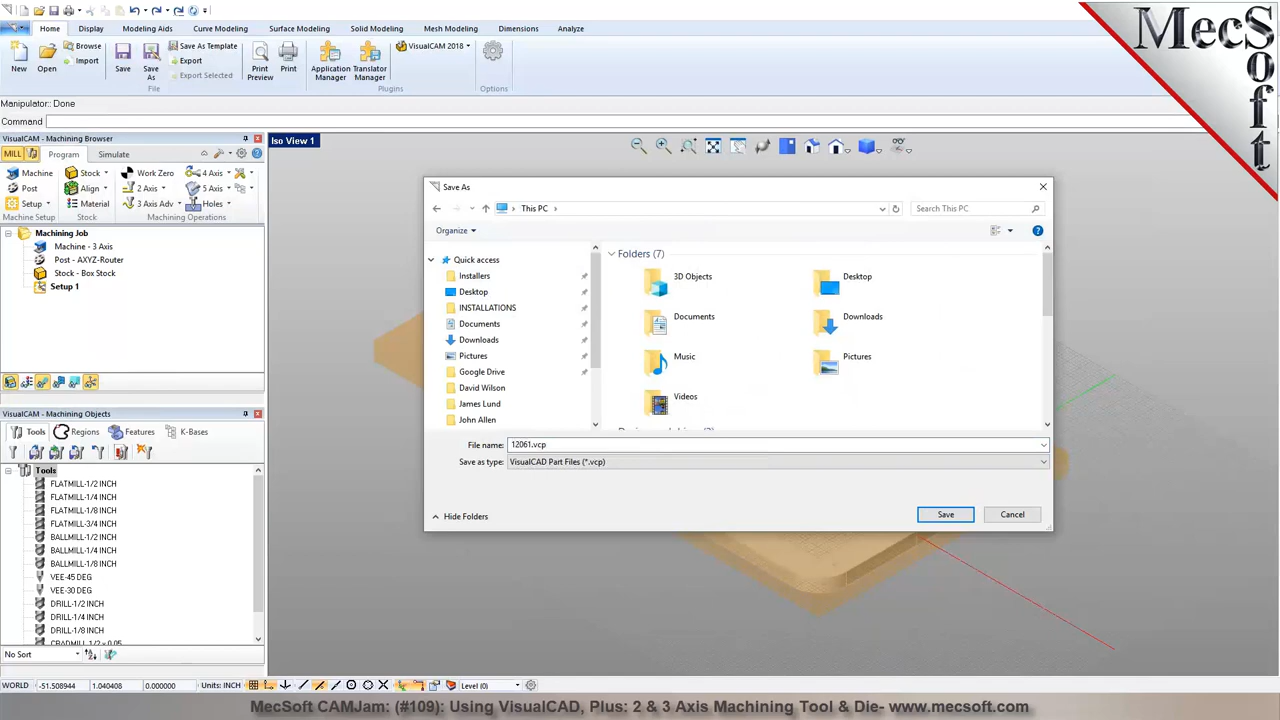 Home Display Modeling Aids Curve Modeling Surface Modeling Solid Modeling Mesh Modeling Dimensions Analyze
New Open Browse Import Save Save As Save As Template Export Export Selected Print Preview Print Application Manager Translator Manager VisualCAM 2018
File Plugins Options
Manipulator:: Done
Command
VisualCAM - Machining Browser
MILL Program Simulate
Machine Stock Work Zero 4 Axis
Post Align 2 Axis 5 Axis
Setup Material 3 Axis Adv Holes
Machine Setup Stock Machining Operations
Machining Job
Machine - 3 Axis
Post - AXYZ-Router
Stock - Box Stock
Setup 1
VisualCAM - Machining Objects
Tools Regions Features K-Bases
Tools
FLATMILL-1/2 INCH
FLATMILL-1/4 INCH
FLATMILL-1/8 INCH
FLATMILL-3/4 INCH
BALLMILL-1/2 INCH
BALLMILL-1/4 INCH
BALLMILL-1/8 INCH
VEE-45 DEG
VEE-30 DEG
DRILL-1/2 INCH
DRILL-1/4 INCH
DRILL-1/8 INCH
No Sort
Iso View 1
Save As
This PC
Search This PC
Organize
Quick access
Installers
Desktop
INSTALLATIONS
Documents
Downloads
Pictures
Google Drive
David Wilson
James Lund
John Allen
Folders (7)
3D Objects Desktop
Documents Downloads
Music Pictures
Videos
File name: 12061.vcp
Save as type: VisualCAD Part Files (*.vcp)
Hide Folders Save Cancel
WORLD -51.508944 1.040408 0.000000 Units: INCH Level (0)
MecSoft
MecSoft CAMJam: (#109): Using VisualCAD, Plus: 2 & 3 Axis Machining Tool & Die- www.mecsoft.com